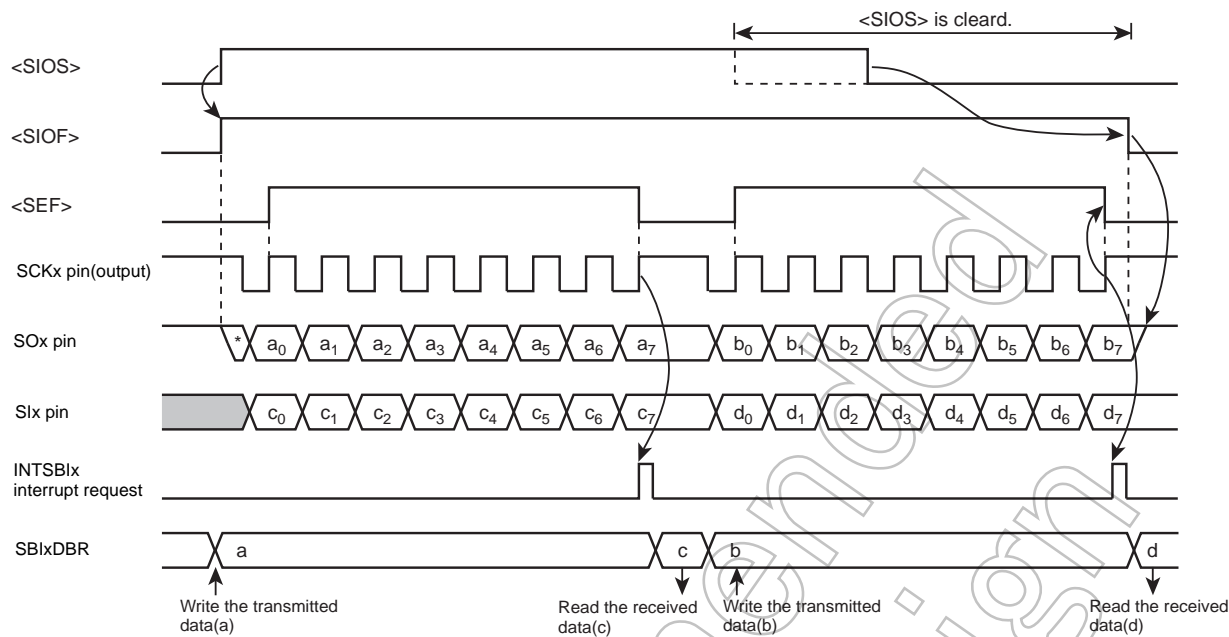 <SIOS> is cleard.
<SIOS>
<SIOF>
<SEF>
SCKx pin(output)
SOx pin
* a0 a1 a2 a3 a4 a5 a6 a7 b0 b1 b2 b3 b4 b5 b6 b7
SIx pin
c0 c1 c2 c3 c4 c5 c6 c7 d0 d1 d2 d3 d4 d5 d6 d7
INTSBIx
interrupt request
SBIxDBR
a c b d
Write the transmitted
data(a)
Read the received
data(c)
Write the transmitted
data(b)
Read the received
data(d)